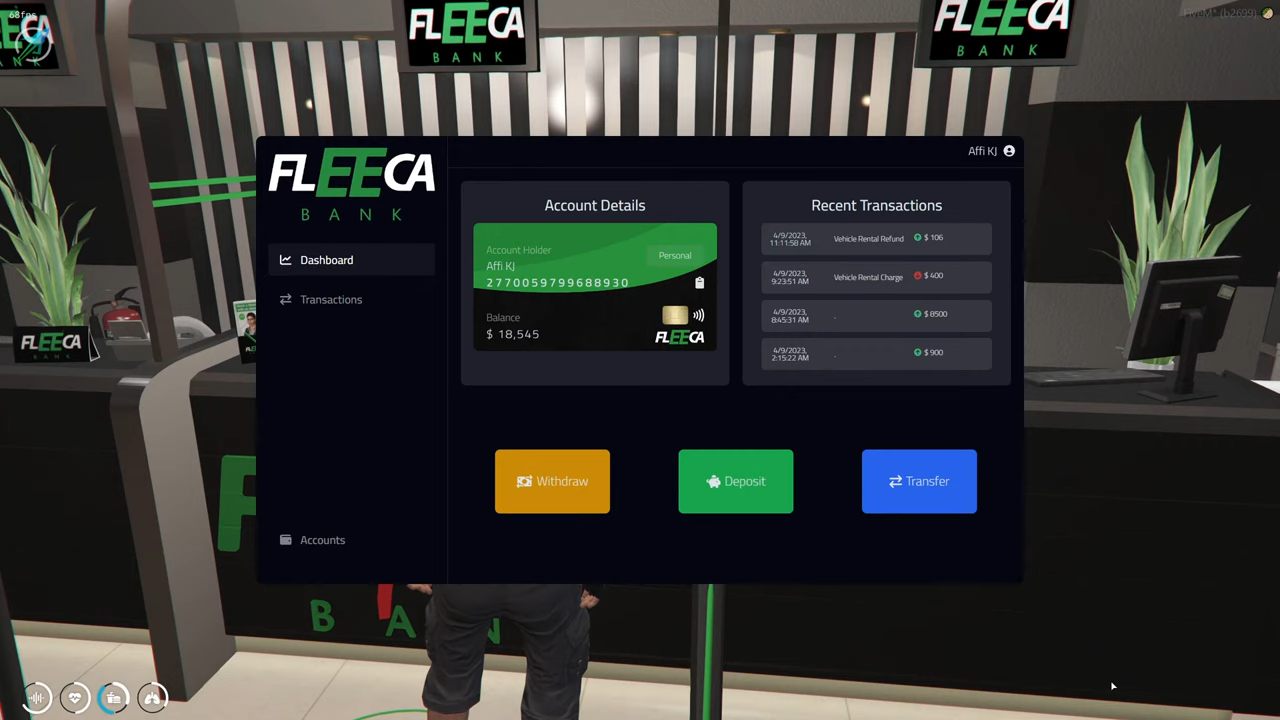 68fps
FiveM* (b2699)
FLEECA
BANK
FLEECA
BANK
FLEECA
BANK
Affi KJ
Dashboard
Transactions
Accounts
Account Details
Account Holder
Affi KJ
Personal
2770059799688930
Balance
$ 18,545
FLEECA
Recent Transactions
4/9/2023,
11:11:58 AM
Vehicle Rental Refund
$ 106
4/9/2023,
9:23:51 AM
Vehicle Rental Charge
$ 400
4/9/2023,
8:45:31 AM
.
$ 8500
4/9/2023,
2:15:22 AM
.
$ 900
Withdraw
Deposit
Transfer
FLEECA
BANK
B A N